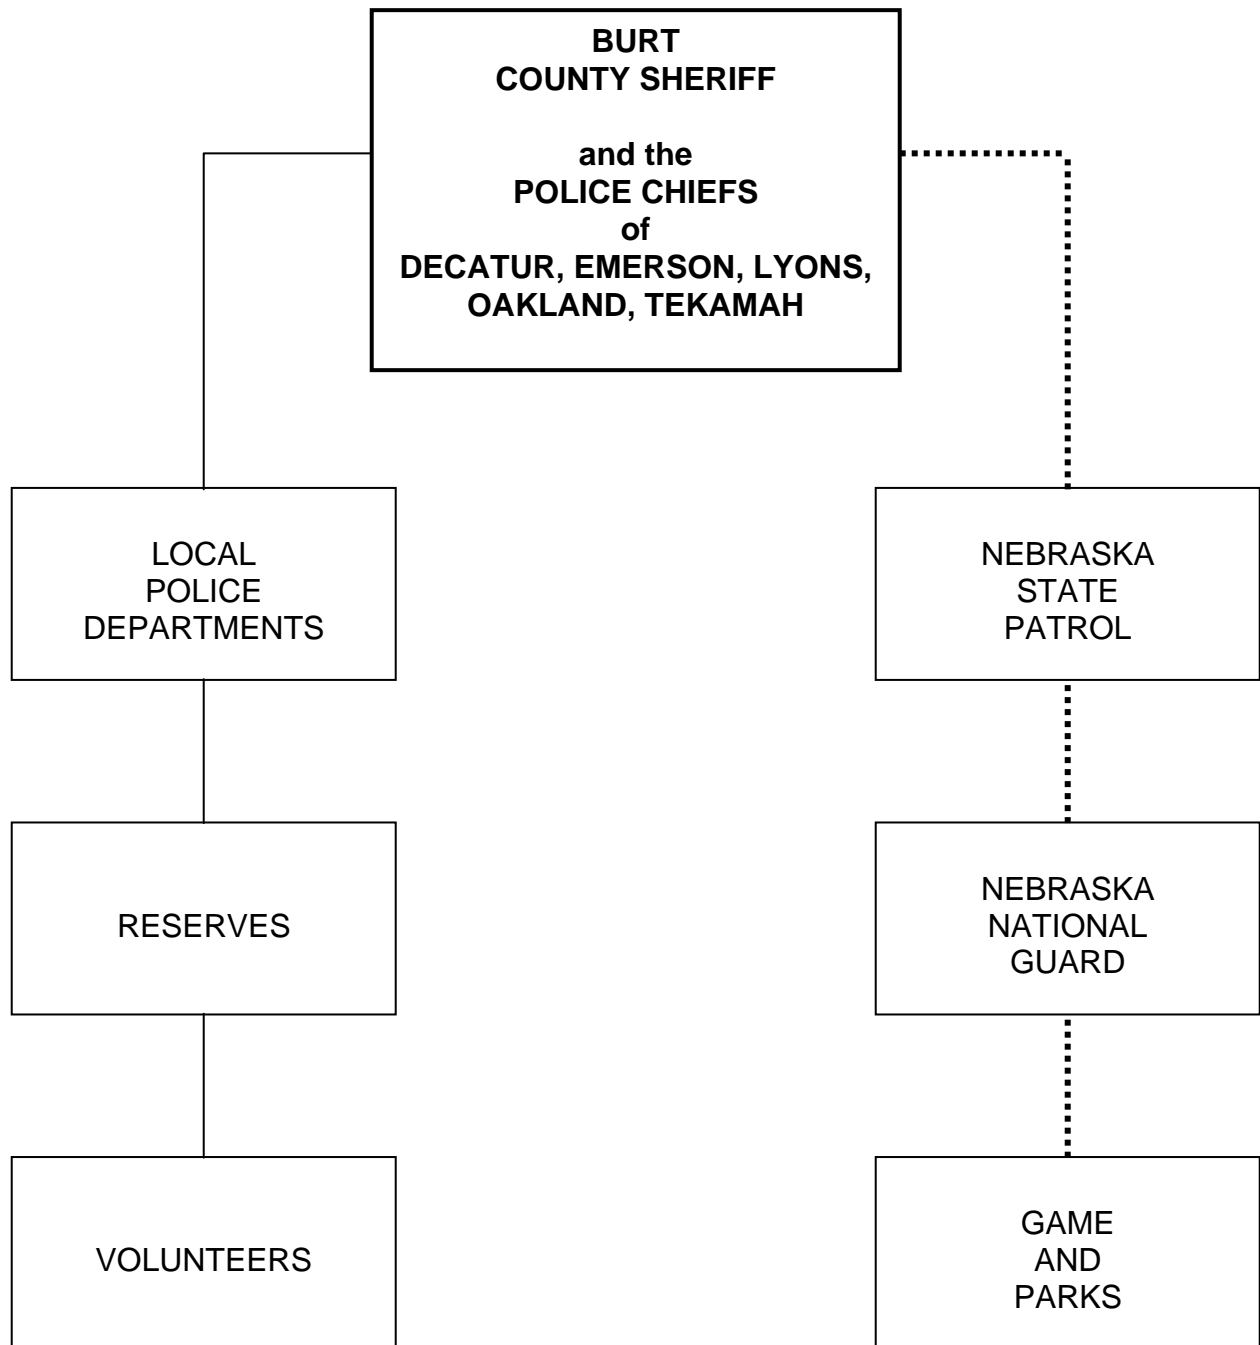 BURT
COUNTY SHERIFF
and the
POLICE CHIEFS
of
DECATUR, EMERSON, LYONS,
OAKLAND, TEKAMAH
LOCAL
POLICE
DEPARTMENTS
NEBRASKA
STATE
PATROL
RESERVES
NEBRASKA
NATIONAL
GUARD
VOLUNTEERS
GAME
AND
PARKS